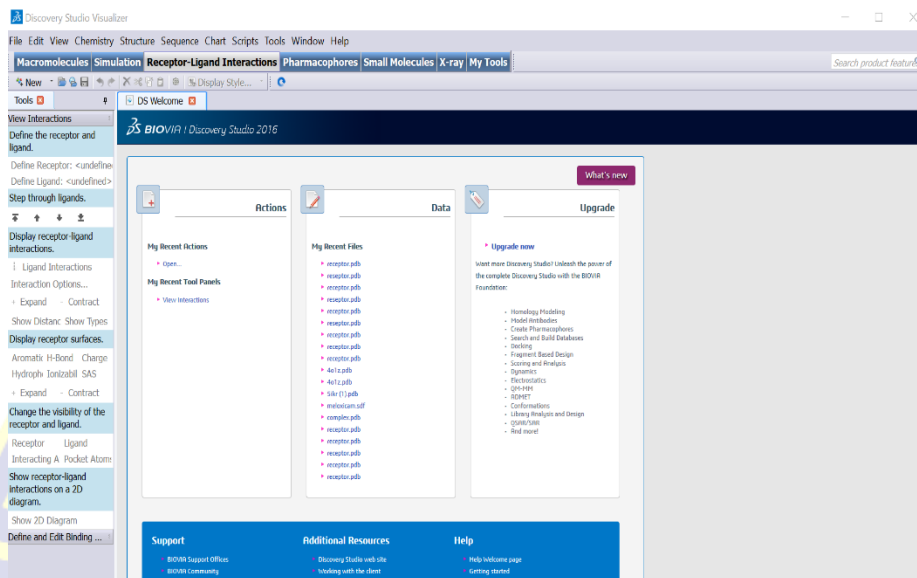 Discovery Studio Visualizer
File Edit View Chemistry Structure Sequence Chart Scripts Tools Window Help
Macromolecules Simulation Receptor-Ligand Interactions Pharmacophores Small Molecules X-ray My Tools
Search product feature
New Display Style...
Tools DS Welcome
View Interactions
Define the receptor and
ligand.
Define Receptor: <undefine
Define Ligand: <undefined>
Step through ligands.
Display receptor-ligand
interactions.
Ligand Interactions
Interaction Options...
+ Expand - Contract
Show Distanc Show Types
Display receptor surfaces.
Aromatic H-Bond Charge
Hydroph Ionizabil SAS
+ Expand - Contract
Change the visibility of the
receptor and ligand.
Receptor Ligand
Interacting A Pocket Atom
Show receptor-ligand
interactions on a 2D
diagram.
Show 2D Diagram
Define and Edit Binding ...
BIOVIA | Discovery Studio 2016
What's new
Actions
My Recent Actions
Open...
My Recent Tool Panels
View Interactions
Data
My Recent Files
receptor.pdb
receptor.pdb
receptor.pdb
receptor.pdb
receptor.pdb
receptor.pdb
receptor.pdb
receptor.pdb
receptor.pdb
4o1z.pdb
4o1z.pdb
5ikr (1).pdb
meloxicam.sdf
complex.pdb
receptor.pdb
receptor.pdb
receptor.pdb
receptor.pdb
receptor.pdb
Upgrade
Upgrade now
Want more Discovery Studio? Unleash the power of
the complete Discovery Studio with the BIOVIA
Foundation:
- Homology Modeling
- Model Antibodies
- Create Pharmacophores
- Search and Build Databases
- Docking
- Fragment Based Design
- Scoring and Analysis
- Dynamics
- Electrostatics
- QM-MM
- ADMET
- Conformations
- Library Analysis and Design
- QSAR/SAR
- And more!
Support
BIOVIA Support Offices
BIOVIA Community
Additional Resources
Discovery Studio web site
Working with the client
Help
Help Welcome page
Getting started